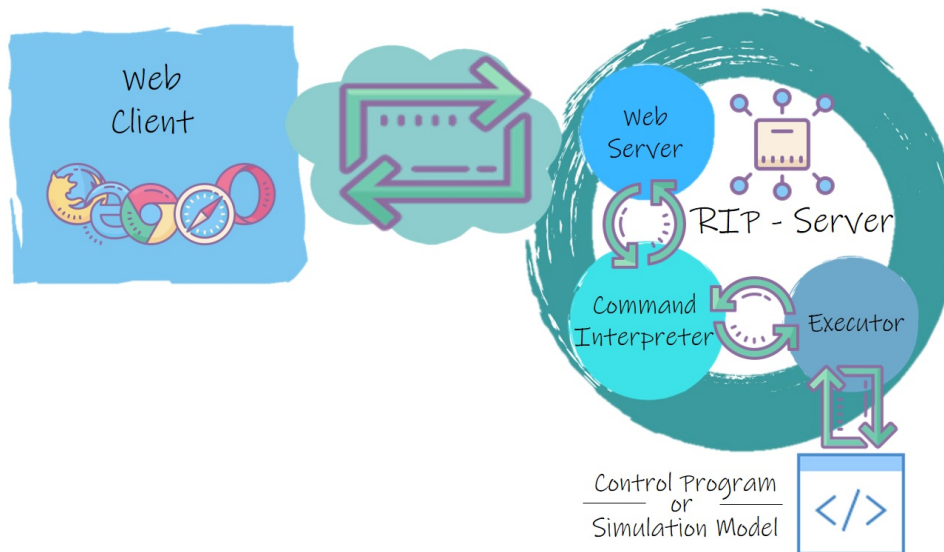 Web
Client
Web
Server
RIP - Server
Command
Interpreter
Executor
Control Program
or
Simulation Model
</>